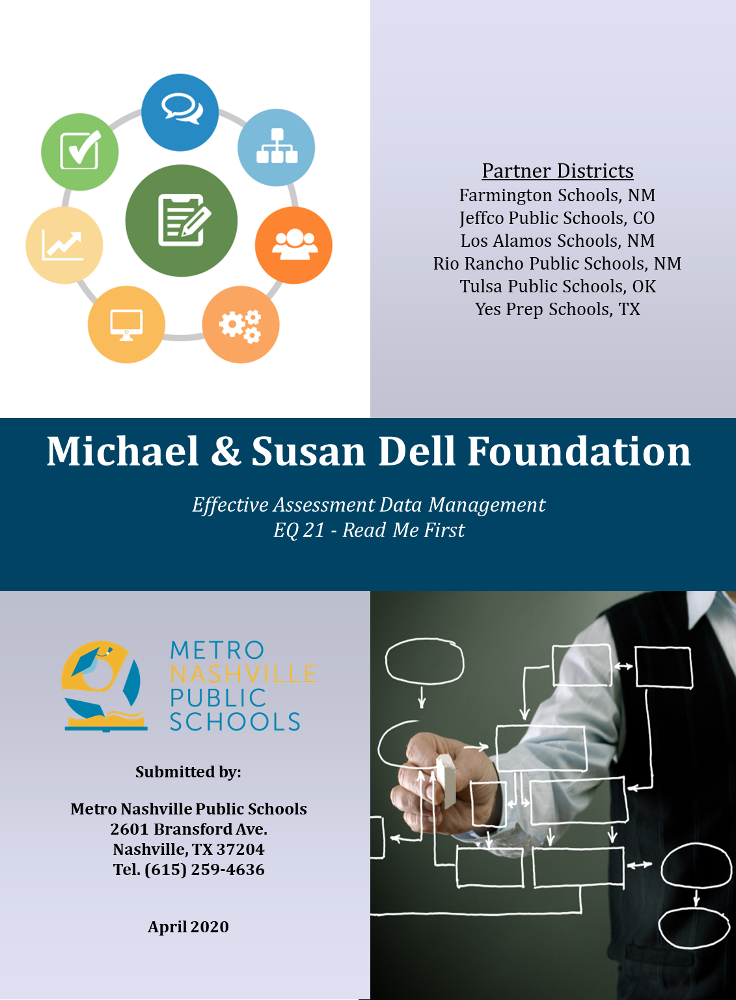 Partner Districts
Farmington Schools, NM
Jeffco Public Schools, CO
Los Alamos Schools, NM
Rio Rancho Public Schools, NM
Tulsa Public Schools, OK
Yes Prep Schools, TX
Michael & Susan Dell Foundation
Effective Assessment Data Management
EQ 21 - Read Me First
METRO
NASHVILLE
PUBLIC
SCHOOLS
Submitted by:
Metro Nashville Public Schools
2601 Bransford Ave.
Nashville, TX 37204
Tel. (615) 259-4636
April 2020